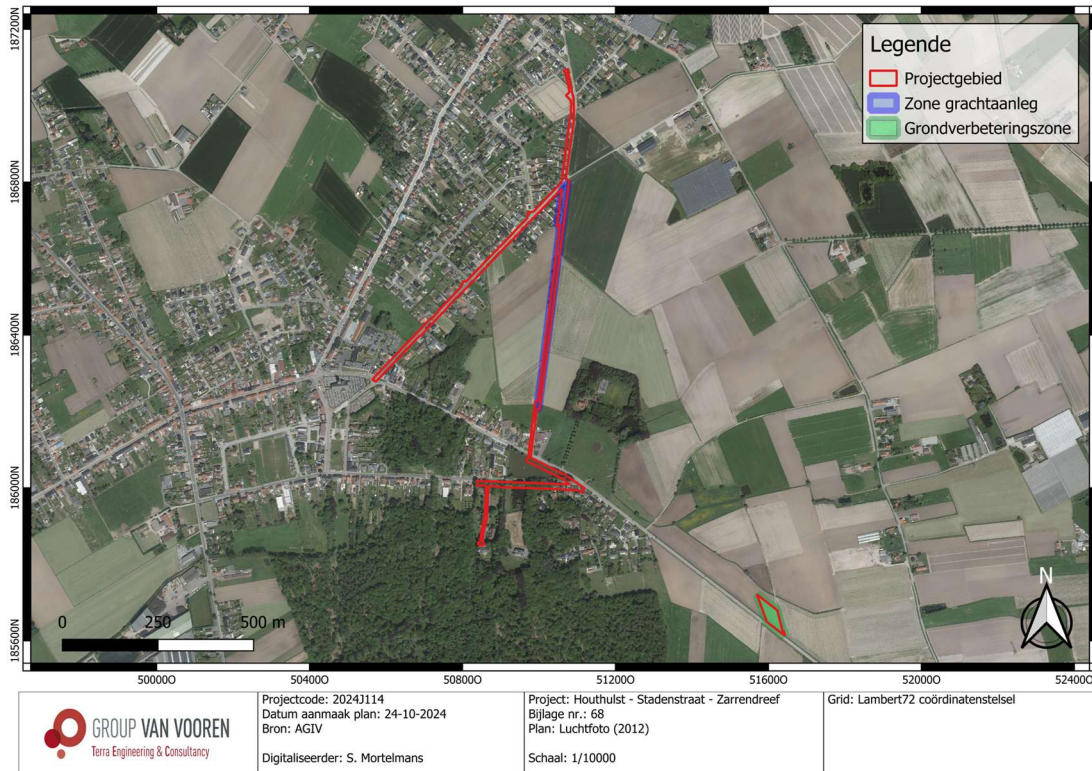 Legende
Projectgebied
Zone grachtaanleg
Grondverbeteringszone
187200N
186800N
186400N
186000N
185600N
0 250 500 m
N
500000 504000 508000 512000 516000 520000 524000
GROUP VAN VOOREN
Terra Engineering & Consultancy
Projectcode: 2024J114
Datum aanmaak plan: 24-10-2024
Bron: AGIV
Digitaliseerder: S. Mortelmans
Project: Houthulst - Stadenstraat - Zarrendreef
Bijlage nr.: 68
Plan: Luchtfoto (2012)
Schaal: 1/10000
Grid: Lambert72 coördinatenstelsel